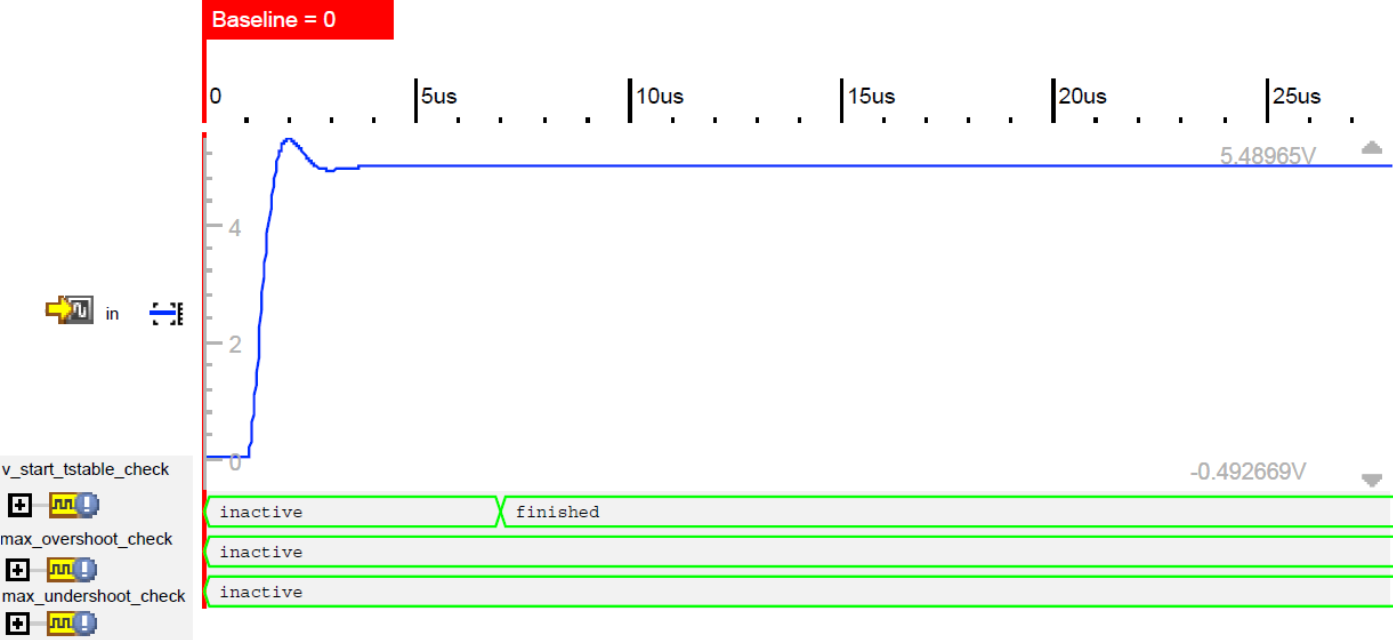 Baseline = 0
0 5us 10us 15us 20us 25us
5.48965V
4
in
2
0
-0.492669V
v_start_tstable_check
inactive finished
max_overshoot_check
inactive
max_undershoot_check
inactive